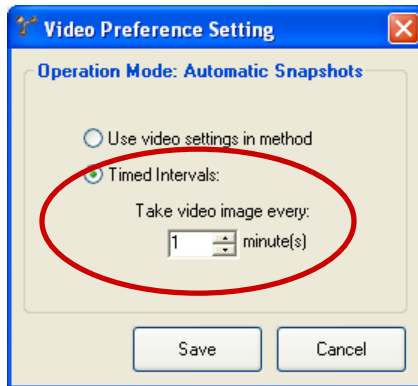 Video Preference Setting
Operation Mode: Automatic Snapshots
Use video settings in method
Timed Intervals:
Take video image every:
1 minute(s)
Save Cancel